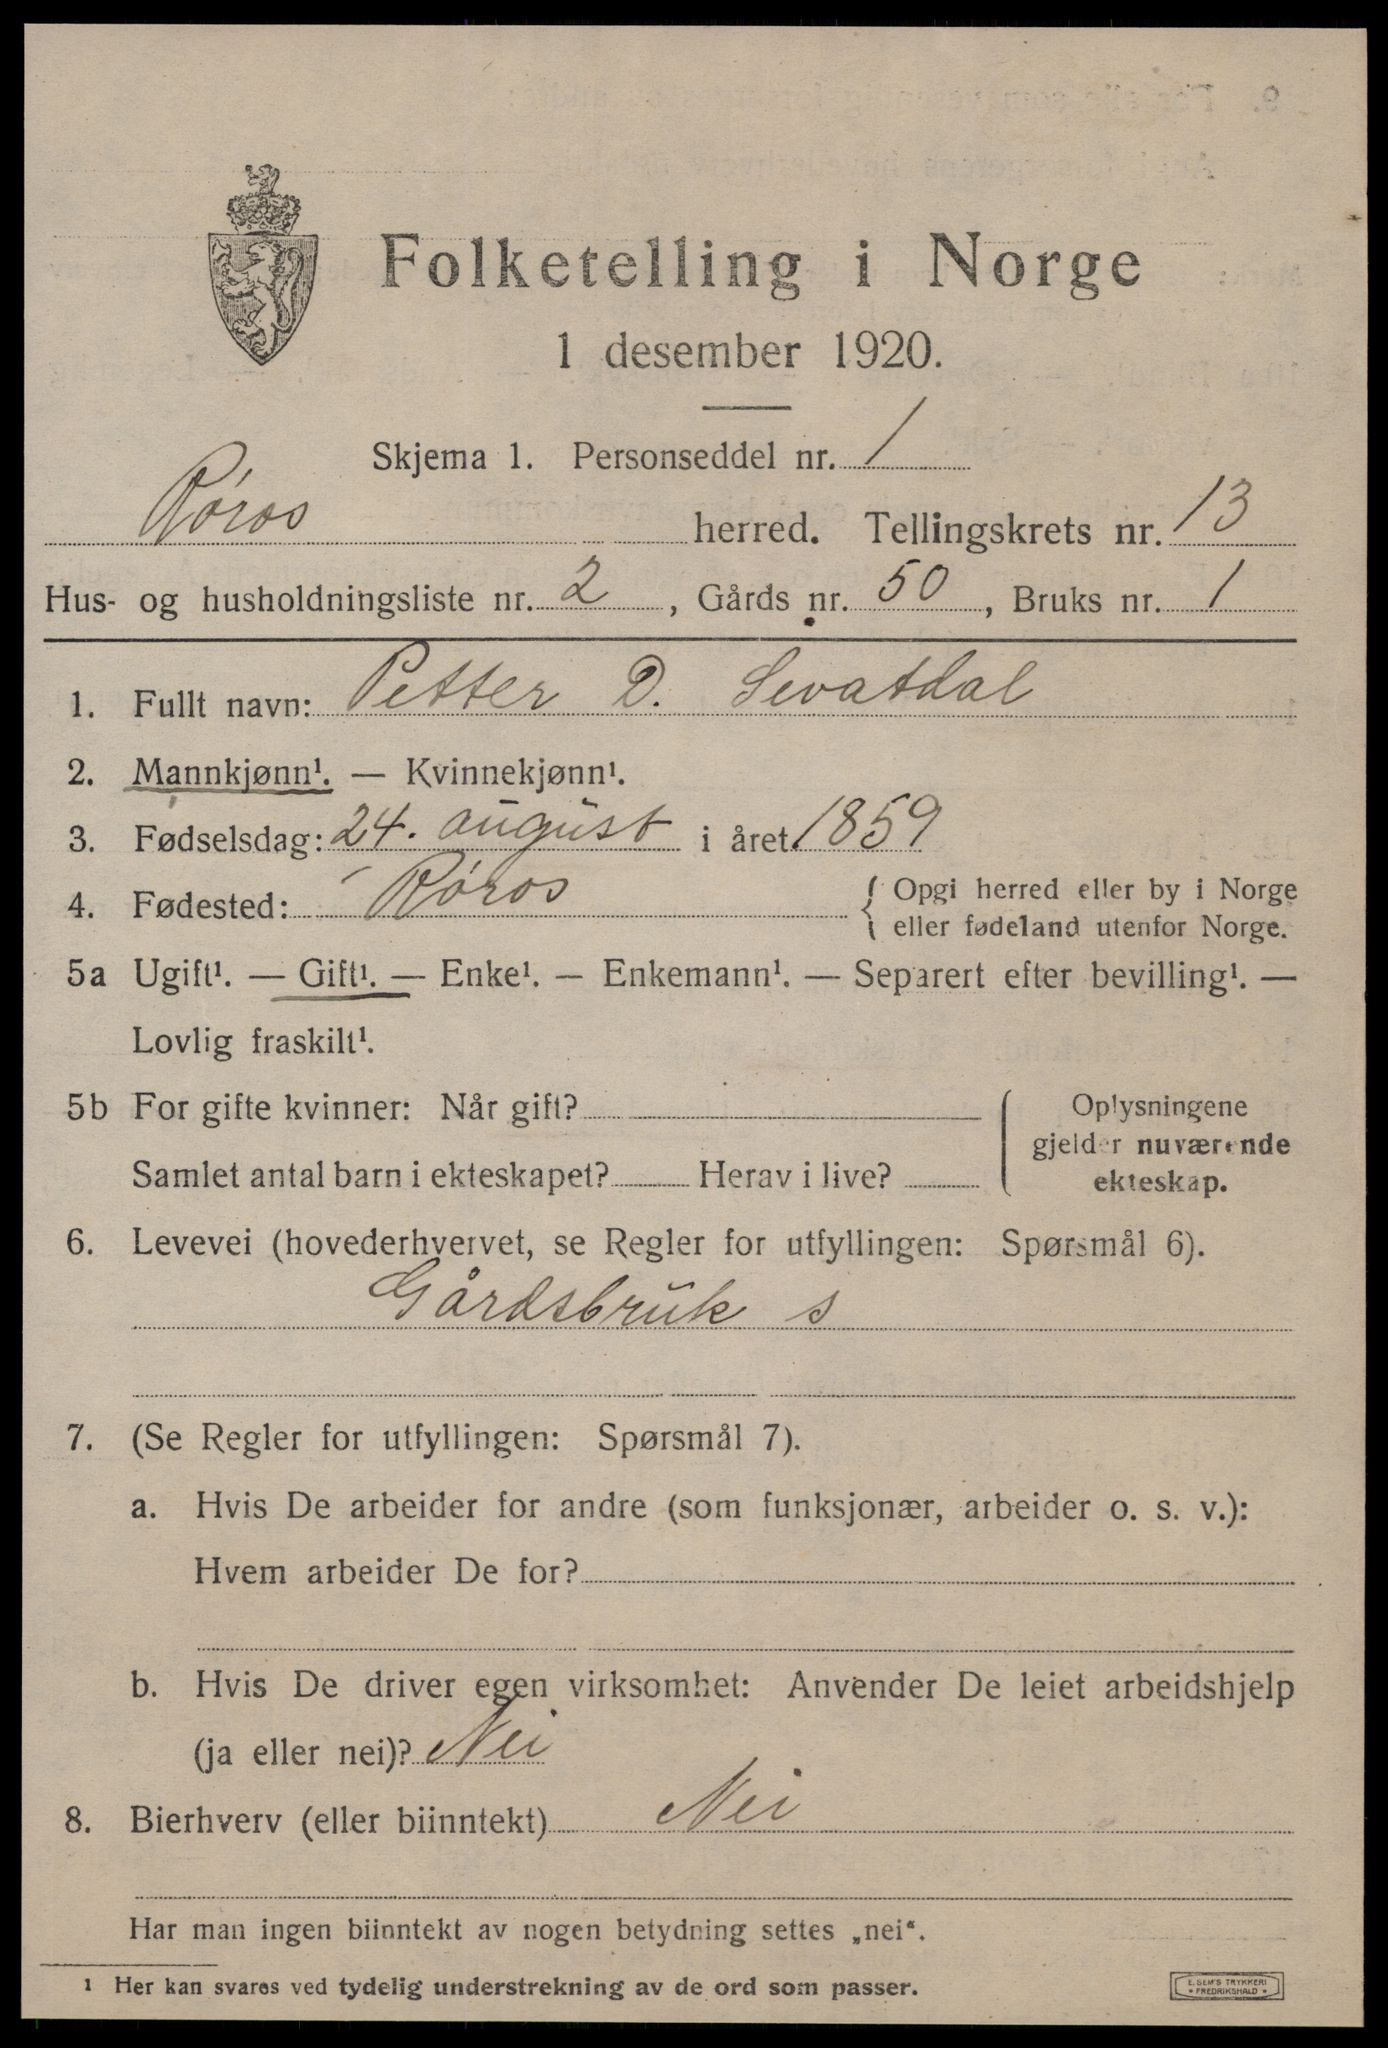 Folketelling i Norge
1 desember 1920.
Skjema 1. Personseddel nr. 1
Røros herred. Tellingskrets nr. 13
Hus- og husholdningsliste nr. 2, Gårds nr. 50, Bruks nr. 1
1. Fullt navn: Petter D. Sevatdal
2. Mannkjønn¹. — Kvinnekjønn¹.
3. Fødselsdag: 24. august i året 1859
4. Fødested: Røros { Opgi herred eller by i Norge
eller fødeland utenfor Norge.
5a Ugift¹. — Gift¹. — Enke¹. — Enkemann¹. — Separert efter bevilling¹. —
Lovlig fraskilt¹.
5b For gifte kvinner: Når gift?
Samlet antal barn i ekteskapet? Herav i live?
Oplysningene
gjelder nuværende
ekteskap.
6. Levevei (hovederhvervet, se Regler for utfyllingen: Spørsmål 6).
Gårdsbruk s
7. (Se Regler for utfyllingen: Spørsmål 7).
a. Hvis De arbeider for andre (som funksjonær, arbeider o. s. v.):
Hvem arbeider De for?
b. Hvis De driver egen virksomhet: Anvender De leiet arbeidshjelp
(ja eller nei)? Nei
8. Bierhverv (eller biinntekt) Nei
Har man ingen biinntekt av nogen betydning settes „nei“.
1 Her kan svares ved tydelig understrekning av de ord som passer.
E. SEM'S TRYKKERI
* FREDRIKSHALD *